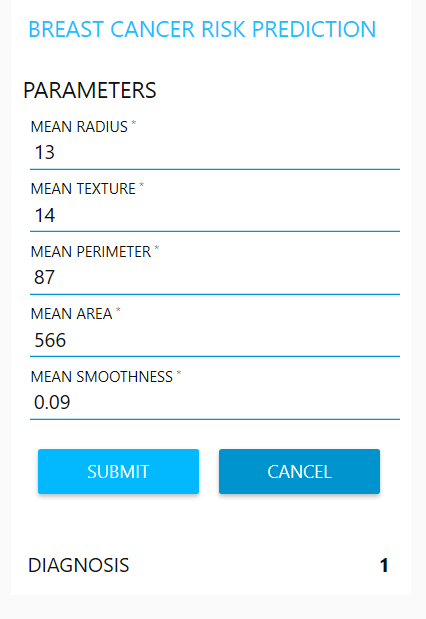 BREAST CANCER RISK PREDICTION
PARAMETERS
MEAN RADIUS *
13
MEAN TEXTURE *
14
MEAN PERIMETER *
87
MEAN AREA *
566
MEAN SMOOTHNESS *
0.09
SUBMIT CANCEL
DIAGNOSIS 1